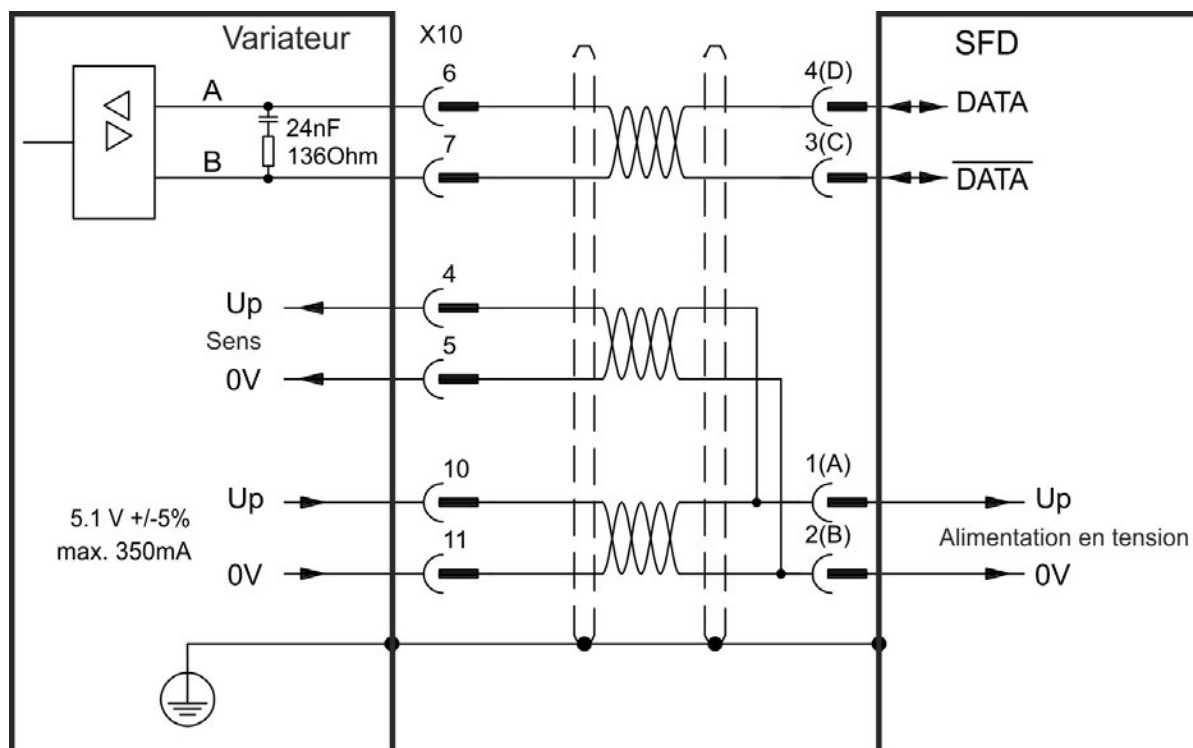 Variateur
X10
SFD
A
6
4(D)
DATA
24nF
136Ohm
B
7
3(C)
DATA
Up
4
Sens
0V
5
5.1 V +/-5%
max. 350mA
Up
10
1(A)
Up
Alimentation en tension
0V
11
2(B)
0V